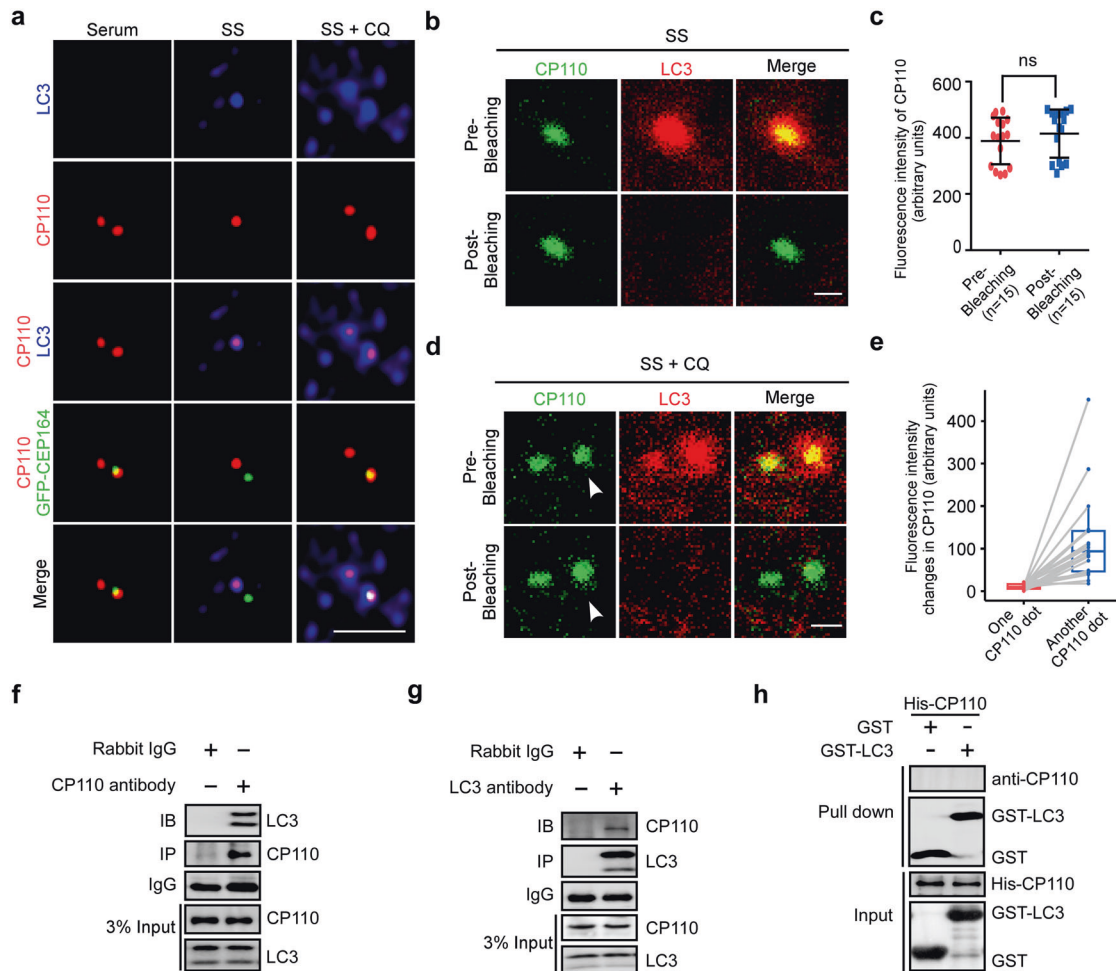 a
Serum SS SS + CQ
LC3
CP110
CP110
LC3
CP110
GFP-CEP164
Merge
b
SS
CP110 LC3 Merge
Pre-
Bleaching
Post-
Bleaching
c
ns
Fluorescence intensity of CP110
(arbitrary units)
600
400
200
0
Pre-
Bleaching
(n=15)
Post-
Bleaching
(n=15)
d
SS + CQ
CP110 LC3 Merge
Pre-
Bleaching
Post-
Bleaching
e
Fluorescence intensity
changes in CP110 (arbitrary units)
400
300
200
100
0
One
CP110 dot
Another
CP110 dot
f
Rabbit IgG + −
CP110 antibody − +
IB LC3
IP CP110
IgG
3% Input CP110
LC3
g
Rabbit IgG + −
LC3 antibody − +
IB CP110
IP LC3
IgG
3% Input CP110
LC3
h
His-CP110
GST + −
GST-LC3 − +
anti-CP110
Pull down GST-LC3
GST
His-CP110
Input GST-LC3
GST